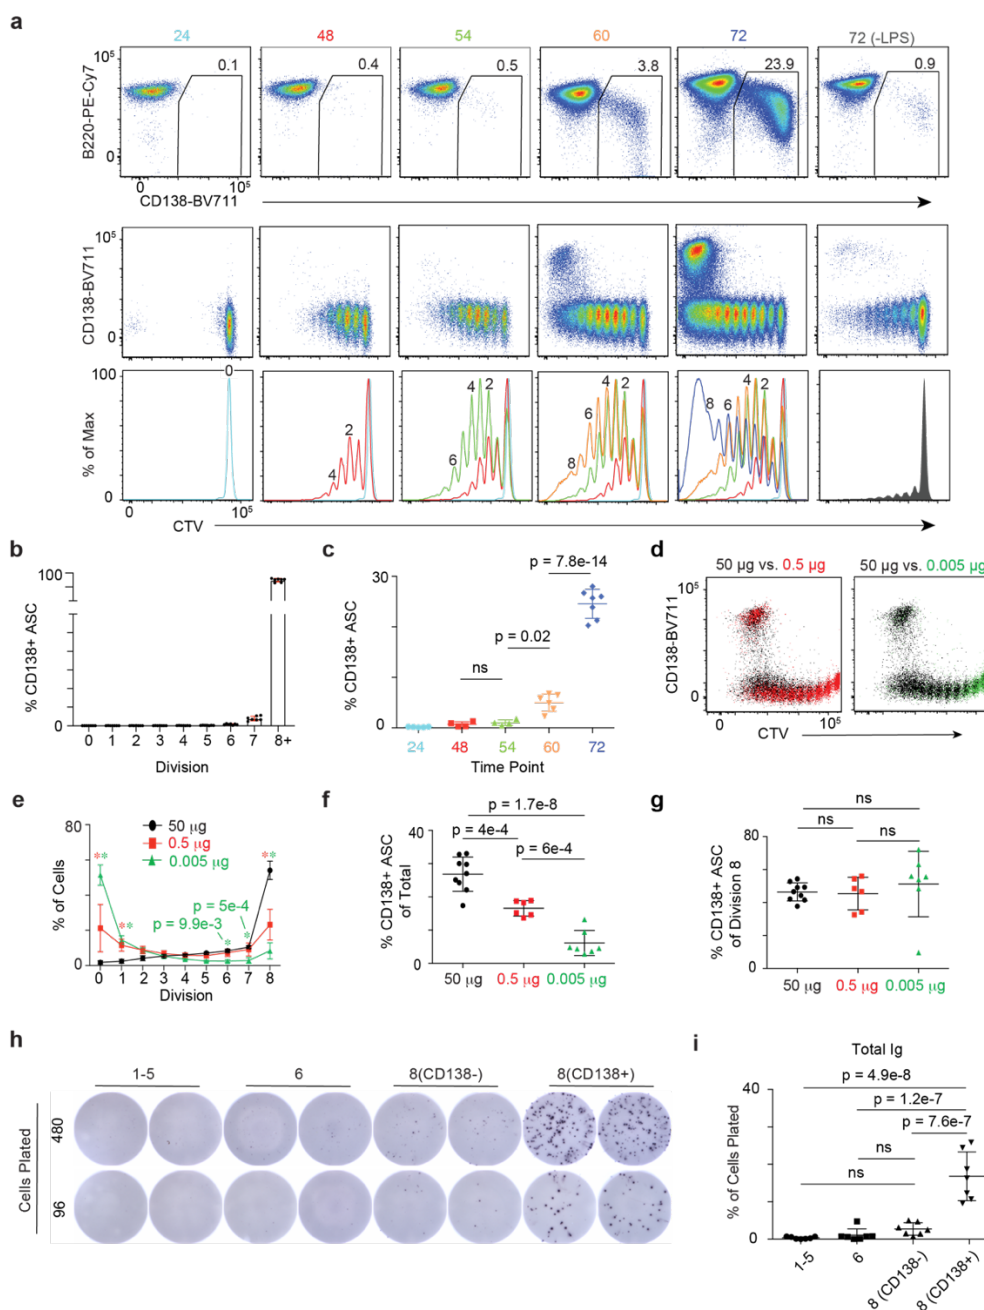 a
24 48 54 60 72 72 (-LPS)
10⁵ 0.1 0.4 0.5 3.8 23.9 0.9
B220-PE-Cy7
0
0 10⁵
CD138-BV711
10⁵
CD138-BV711
0
100 0 2 4 4 2 6 4 2 6 8 4 2 6 8
% of Max
0
0 10⁵
CTV
b
100
% CD138+ ASC
0
0 1 2 3 4 5 6 7 8+
Division
c
p = 7.8e-14
30
p = 0.02
ns
% CD138+ ASC
0
24 48 54 60 72
Time Point
d
50 µg vs. 0.5 µg 50 µg vs. 0.005 µg
10⁵
CD138-BV711
0
0 10⁵
CTV
e
80
50 µg
0.5 µg
0.005 µg
** ** **
p = 5e-4
p = 9.9e-3
* *
% of Cells
0
0 1 2 3 4 5 6 7 8
Division
f
p = 1.7e-8
p = 4e-4
p = 6e-4
40
% CD138+ ASC
of Total
0
50 µg 0.5 µg 0.005 µg
g
ns
ns ns
80
% CD138+ ASC
of Division 8
0
50 µg 0.5 µg 0.005 µg
h
1-5 6 8(CD138-) 8(CD138+)
Cells Plated
480
96
i
Total Ig
p = 4.9e-8
40
p = 1.2e-7
p = 7.6e-7
ns
ns
% of Cells Plated
0
1-5 6 8 (CD138-) 8 (CD138+)